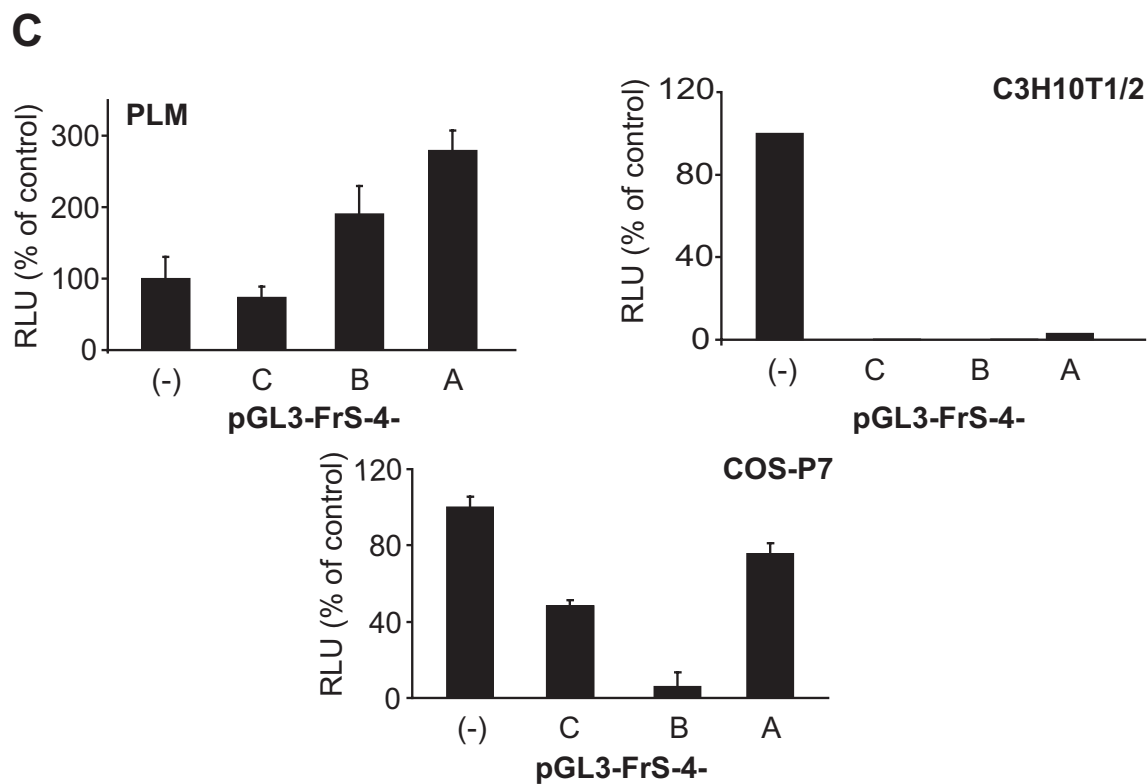 C
PLM
RLU (% of control)
300
200
100
0
(-) C B A
pGL3-FrS-4-
C3H10T1/2
RLU (% of control)
120
80
40
0
(-) C B A
pGL3-FrS-4-
COS-P7
RLU (% of control)
120
80
40
0
(-) C B A
pGL3-FrS-4-